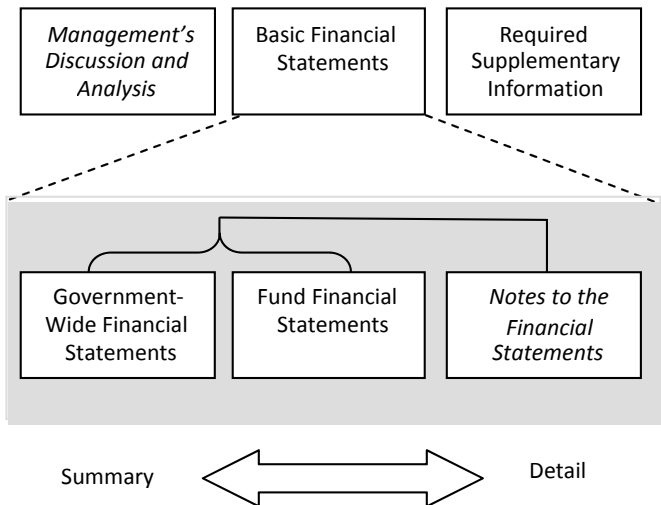 Management’s
Discussion and
Analysis
Basic Financial
Statements
Required
Supplementary
Information
Government-
Wide Financial
Statements
Fund Financial
Statements
Notes to the
Financial
Statements
Summary
Detail